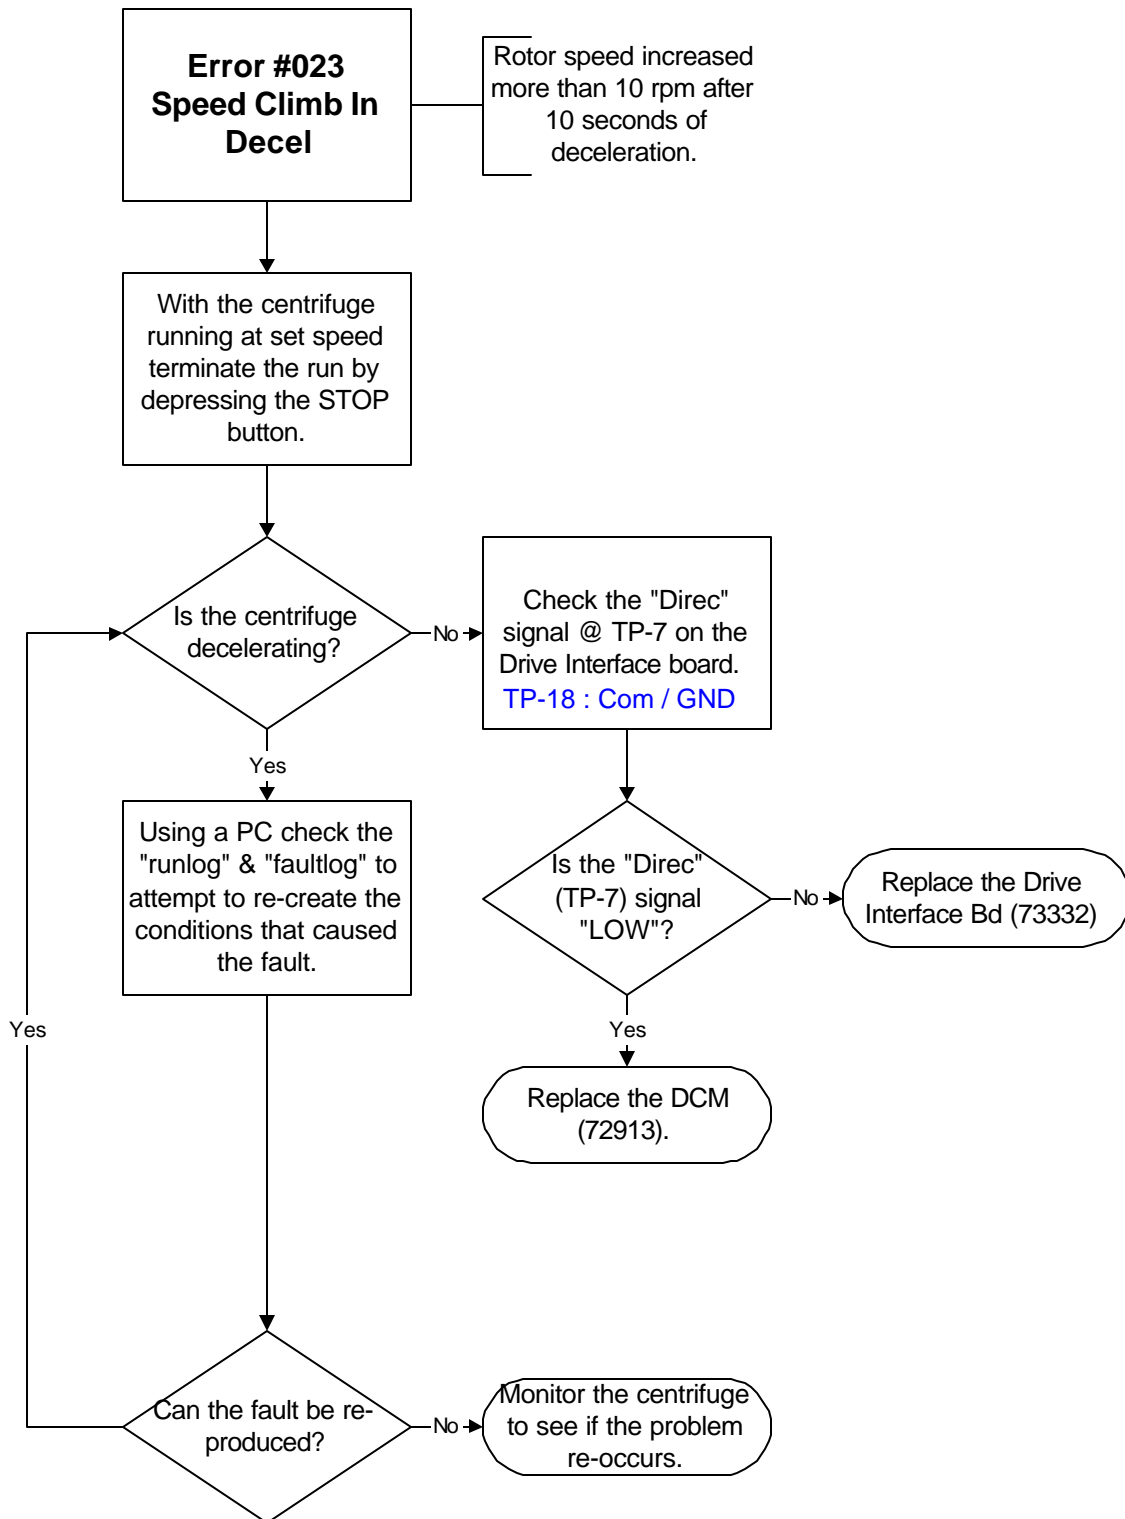 Error #023
Speed Climb In
Decel
Rotor speed increased
more than 10 rpm after
10 seconds of
deceleration.
With the centrifuge
running at set speed
terminate the run by
depressing the STOP
button.
Is the centrifuge
decelerating?
No
Check the "Direc"
signal @ TP-7 on the
Drive Interface board.
TP-18 : Com / GND
Yes
Using a PC check the
"runlog" & "faultlog" to
attempt to re-create the
conditions that caused
the fault.
Is the "Direc"
(TP-7) signal
"LOW"?
No
Replace the Drive
Interface Bd (73332)
Yes
Yes
Replace the DCM
(72913).
Can the fault be re-
produced?
No
Monitor the centrifuge
to see if the problem
re-occurs.